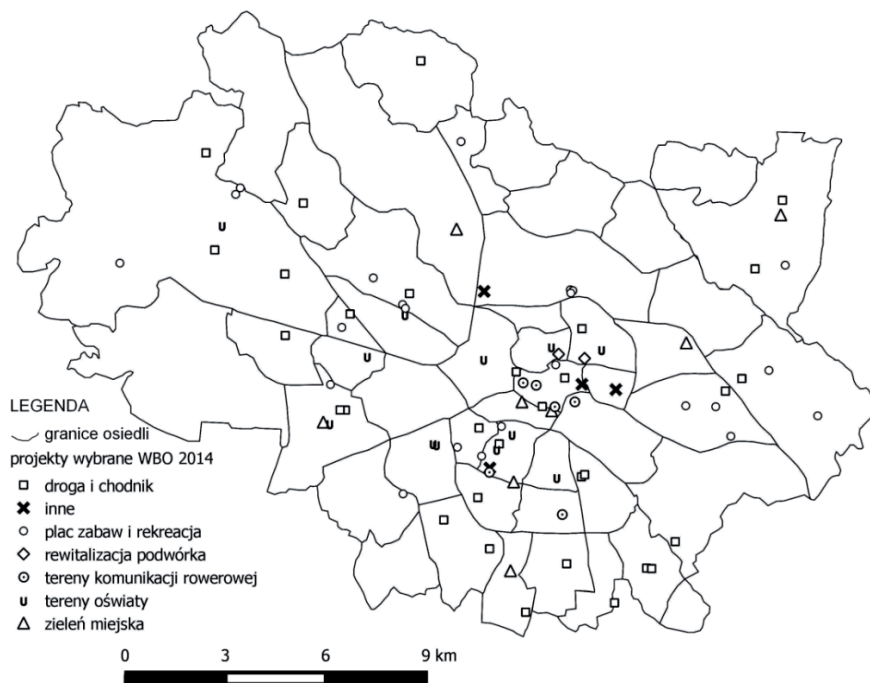 LEGENDA
granice osiedli
projekty wybrane WBO 2014
droga i chodnik
inne
plac zabaw i rekreacja
rewitalizacja podwórka
tereny komunikacji rowerowej
tereny oświaty
zieleń miejska
0 3 6 9 km